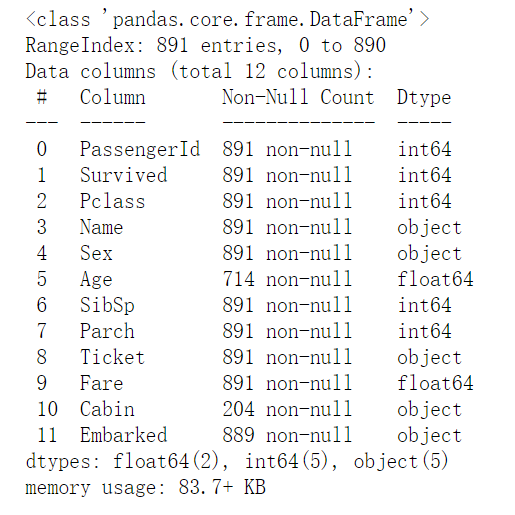 <class 'pandas.core.frame.DataFrame'>
RangeIndex: 891 entries, 0 to 890
Data columns (total 12 columns):
 #   Column       Non-Null Count  Dtype
---  ------       --------------  -----
 0   PassengerId  891 non-null    int64
 1   Survived     891 non-null    int64
 2   Pclass       891 non-null    int64
 3   Name         891 non-null    object
 4   Sex          891 non-null    object
 5   Age          714 non-null    float64
 6   SibSp        891 non-null    int64
 7   Parch        891 non-null    int64
 8   Ticket       891 non-null    object
 9   Fare         891 non-null    float64
 10  Cabin        204 non-null    object
 11  Embarked     889 non-null    object
dtypes: float64(2), int64(5), object(5)
memory usage: 83.7+ KB